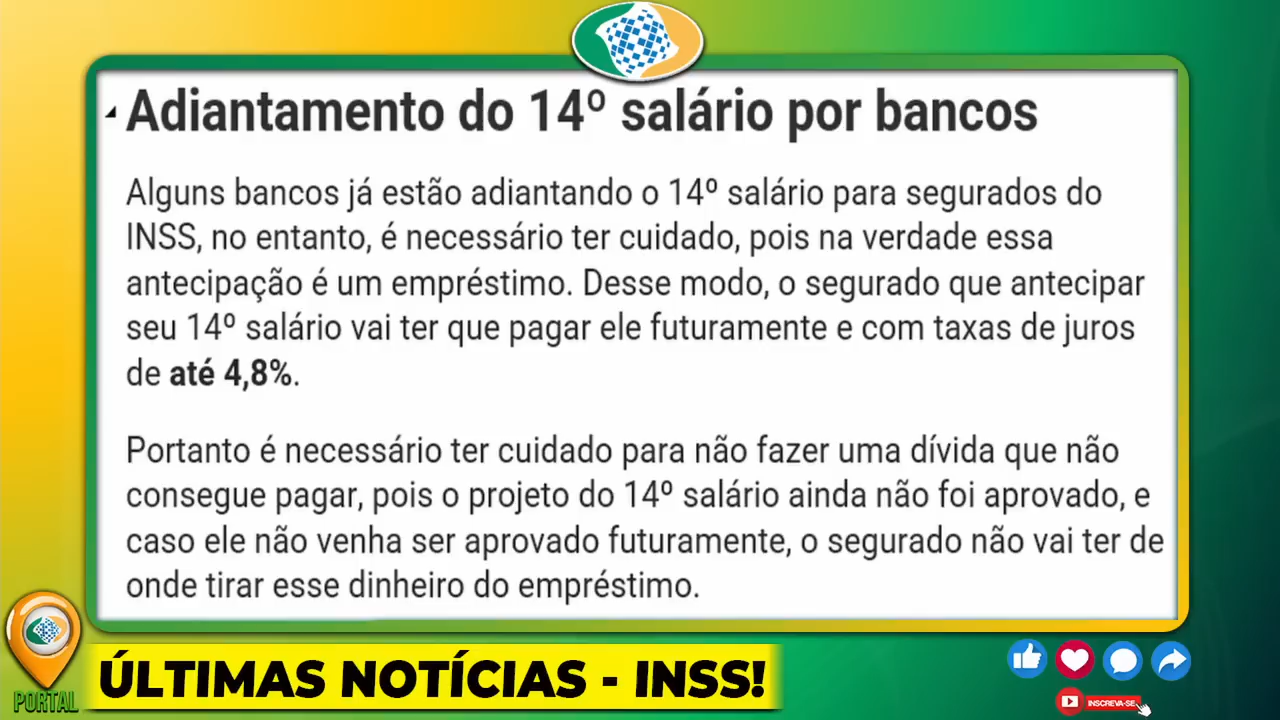 Adiantamento do 14º salário por bancos
Alguns bancos já estão adiantando o 14º salário para segurados do
INSS, no entanto, é necessário ter cuidado, pois na verdade essa
antecipação é um empréstimo. Desse modo, o segurado que antecipar
seu 14º salário vai ter que pagar ele futuramente e com taxas de juros
de até 4,8%.
Portanto é necessário ter cuidado para não fazer uma dívida que não
consegue pagar, pois o projeto do 14º salário ainda não foi aprovado, e
caso ele não venha ser aprovado futuramente, o segurado não vai ter de
onde tirar esse dinheiro do empréstimo.
PORTAL
ÚLTIMAS NOTÍCIAS - INSS!
INSCREVA-SE